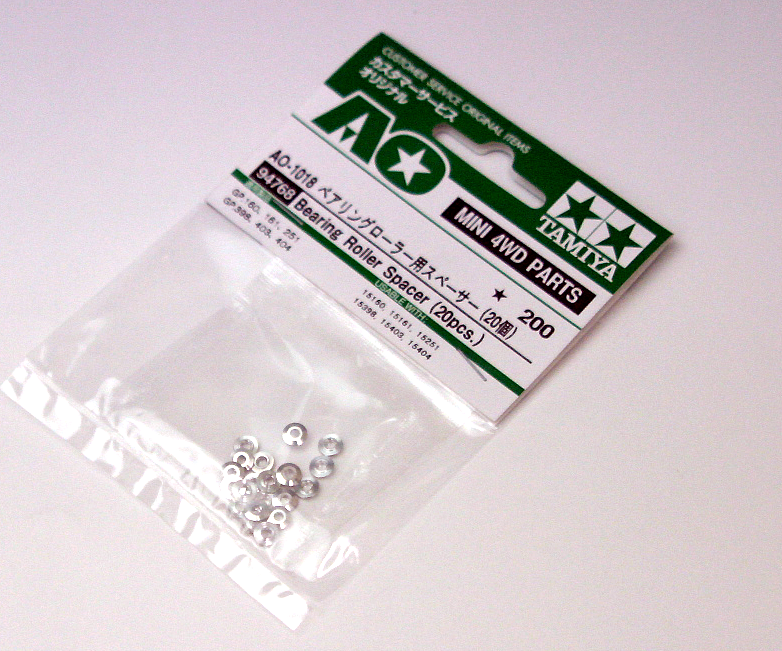 CUSTOMER SERVICE ORIGINAL ITEMS
カスタマーサービス
オリジナル
AO
TAMIYA
MINI 4WD PARTS
AO-1018 ベアリングローラー用スペーサー (20個)
★ 200
94768 Bearing Roller Spacer (20pcs.)
GP.160, 161, 251
GP.398, 403, 404
USABLE WITH:
15160, 15161, 15251
15398, 15403, 15404